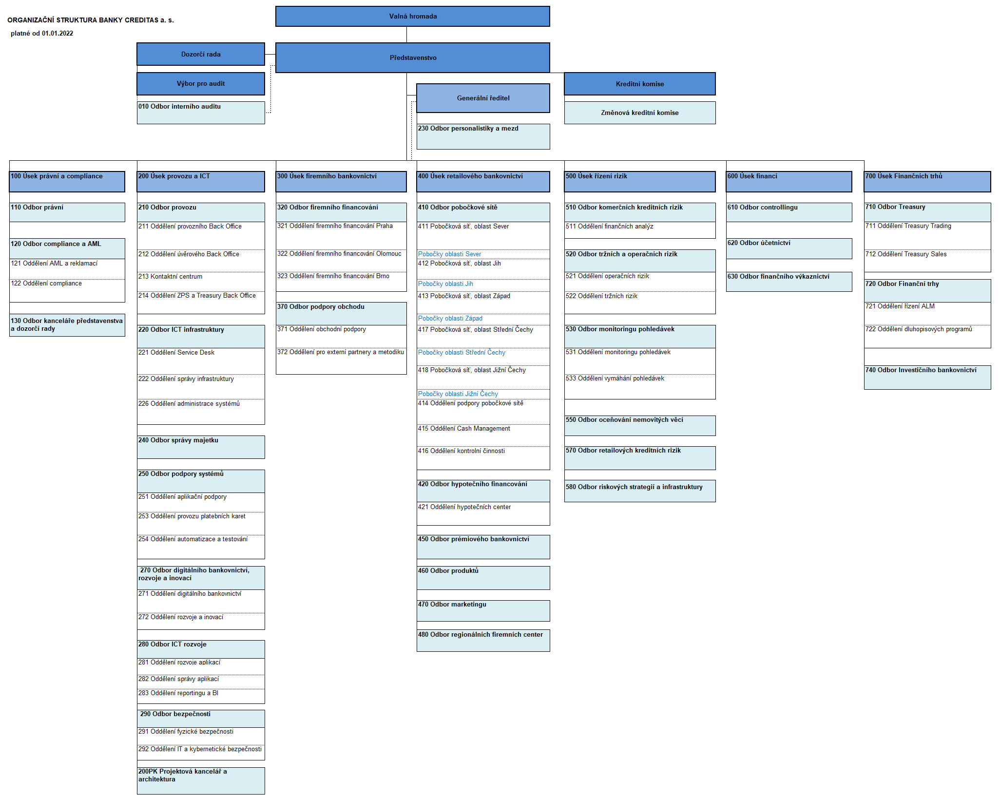 ORGANIZAČNÍ STRUKTURA BANKY CREDITAS a. s.
platné od 01.01.2022
Valná hromada
Dozorčí rada
Představenstvo
Výbor pro audit
Kreditní komise
Generální ředitel
010 Odbor interního auditu
Změnová kreditní komise
230 Odbor personalistiky a mezd
100 Úsek právní a compliance
110 Odbor právní
120 Odbor compliance a AML
121 Oddělení AML a reklamací
122 Oddělení compliance
130 Odbor kanceláře představenstva
a dozorčí rady
200 Úsek provozu a ICT
210 Odbor provozu
211 Oddělení provozního Back Office
212 Oddělení úvěrového Back Office
213 Kontaktní centrum
214 Oddělení ZPS a Treasury Back Office
220 Odbor ICT infrastruktury
221 Oddělení Service Desk
222 Oddělení správy infrastruktury
226 Oddělení administrace systémů
240 Odbor správy majetku
250 Odbor podpory systémů
251 Oddělení aplikační podpory
253 Oddělení provozu platebních karet
254 Oddělení automatizace a testování
270 Odbor digitálního bankovnictví,
rozvoje a inovací
271 Oddělení digitálního bankovnictví
272 Oddělení rozvoje a inovací
280 Odbor ICT rozvoje
281 Oddělení rozvoje aplikací
282 Oddělení správy aplikací
283 Oddělení reportingu a BI
290 Odbor bezpečnosti
291 Oddělení fyzické bezpečnosti
292 Oddělení IT a kybernetické bezpečnosti
200PK Projektová kancelář a
architektura
300 Úsek firemního bankovnictví
320 Odbor firemního financování
321 Oddělení firemního financování Praha
322 Oddělení firemního financování Olomouc
323 Oddělení firemního financování Brno
370 Odbor podpory obchodu
371 Oddělení obchodní podpory
372 Oddělení pro externí partnery a metodiku
400 Úsek retailového bankovnictví
410 Odbor pobočkové sítě
411 Pobočková síť, oblast Sever
Pobočky oblasti Sever
412 Pobočková síť, oblast Jih
Pobočky oblasti Jih
413 Pobočková síť, oblast Západ
Pobočky oblasti Západ
417 Pobočková síť, oblast Střední Čechy
Pobočky oblasti Střední Čechy
418 Pobočková síť, oblast Jižní Čechy
Pobočky oblasti Jižní Čechy
414 Oddělení podpory pobočkové sítě
415 Oddělení Cash Management
416 Oddělení kontrolní činnosti
420 Odbor hypotečního financování
421 Oddělení hypotečních center
450 Odbor prémiového bankovnictví
460 Odbor produktů
470 Odbor marketingu
480 Odbor regionálních firemních center
500 Úsek řízení rizik
510 Odbor komerčních kreditních rizik
511 Oddělení finančních analýz
520 Odbor tržních a operačních rizik
521 Oddělení operačních rizik
522 Oddělení tržních rizik
530 Odbor monitoringu pohledávek
531 Oddělení monitoringu pohledávek
533 Oddělení vymáhání pohledávek
550 Odbor oceňování nemovitých věcí
570 Odbor retailových kreditních rizik
580 Odbor riskových strategií a infrastruktury
600 Úsek financí
610 Odbor controllingu
620 Odbor účetnictví
630 Odbor finančního výkaznictví
700 Úsek Finančních trhů
710 Odbor Treasury
711 Oddělení Treasury Trading
712 Oddělení Treasury Sales
720 Odbor Finanční trhy
721 Oddělení řízení ALM
722 Oddělení dluhopisových programů
740 Odbor Investičního bankovnictví